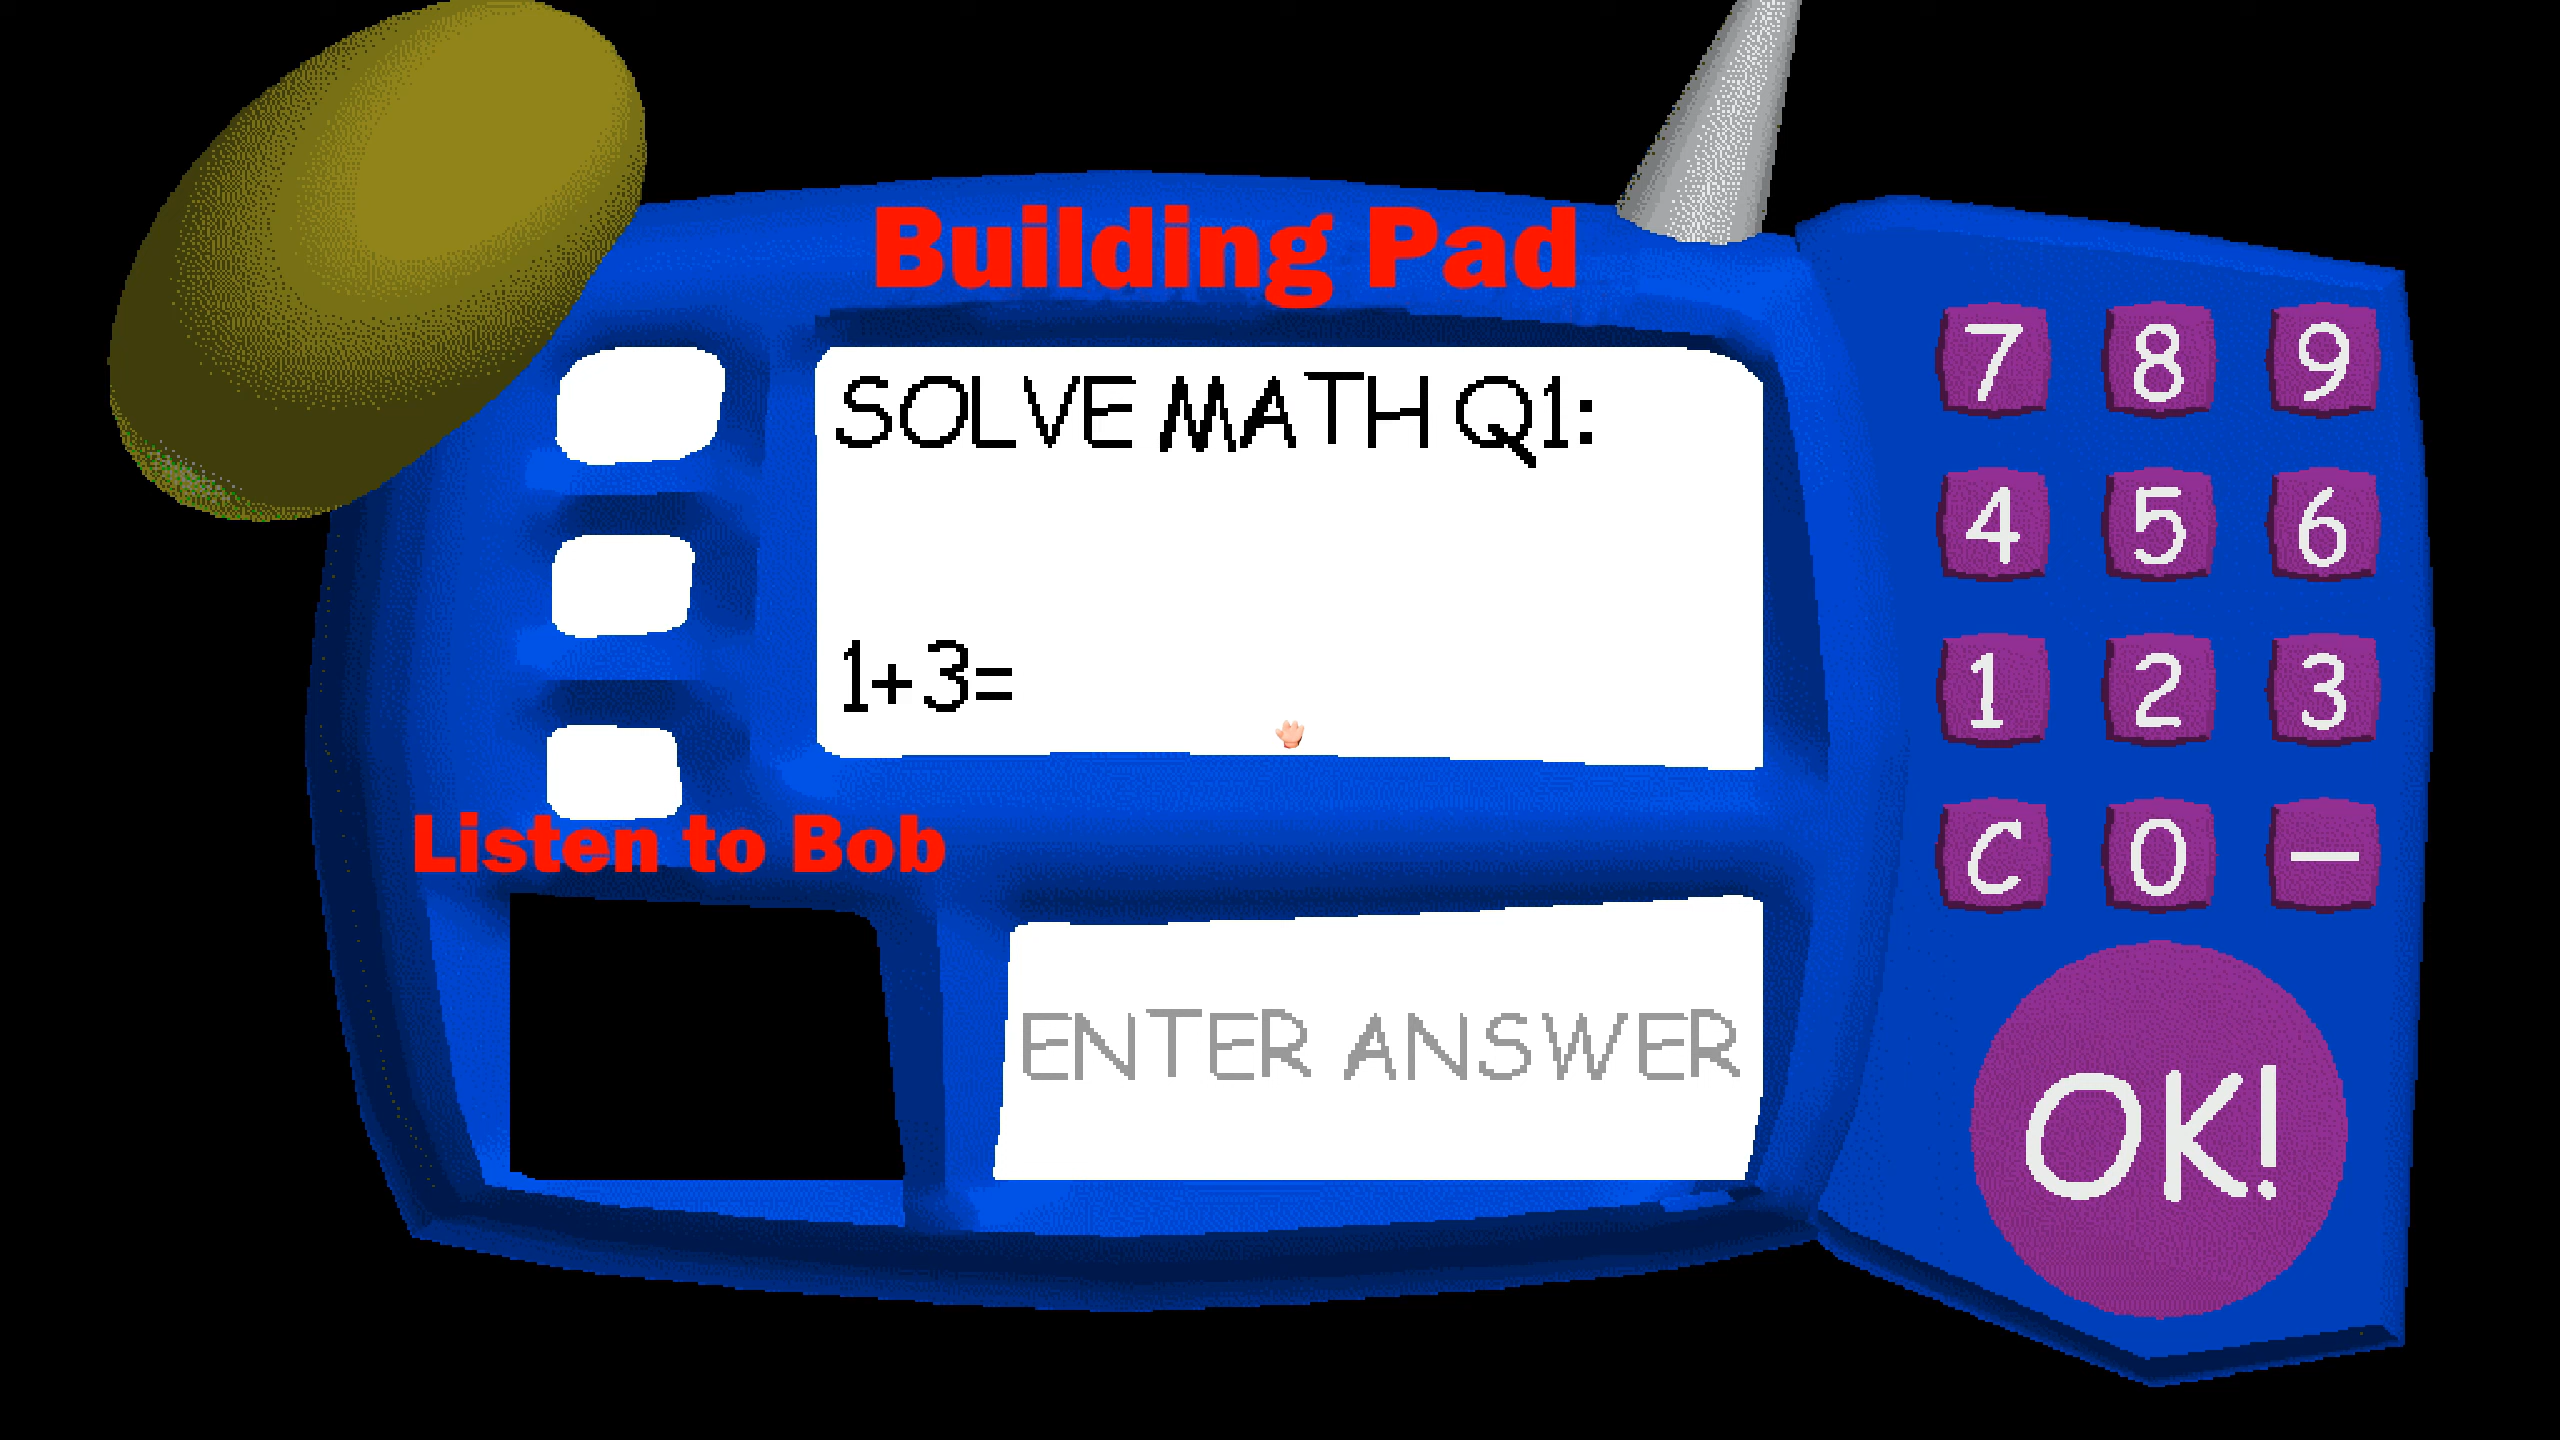 Building Pad
SOLVE MATH Q1:
1+3=
Listen to Bob
ENTER ANSWER
7 8 9
4 5 6
1 2 3
C 0 —
OK!